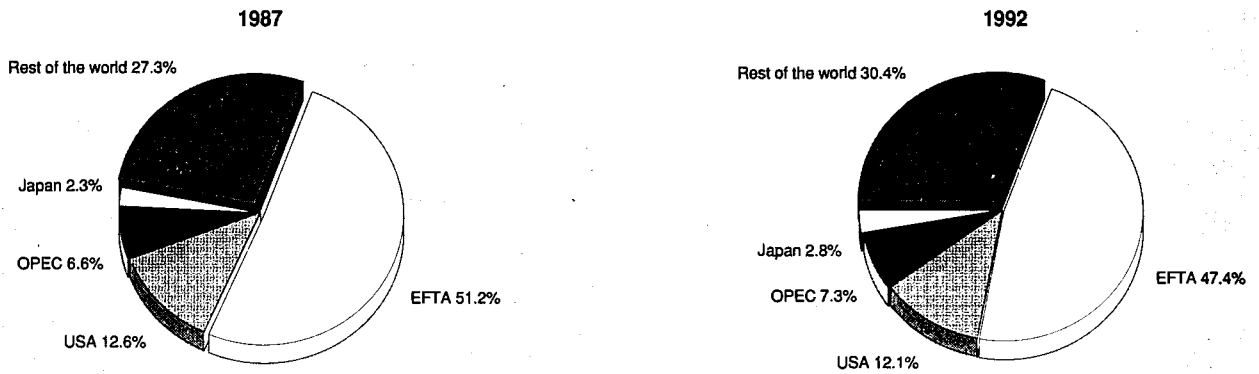 1987
Rest of the world 27.3%
Japan 2.3%
OPEC 6.6%
USA 12.6%
EFTA 51.2%
1992
Rest of the world 30.4%
Japan 2.8%
OPEC 7.3%
USA 12.1%
EFTA 47.4%